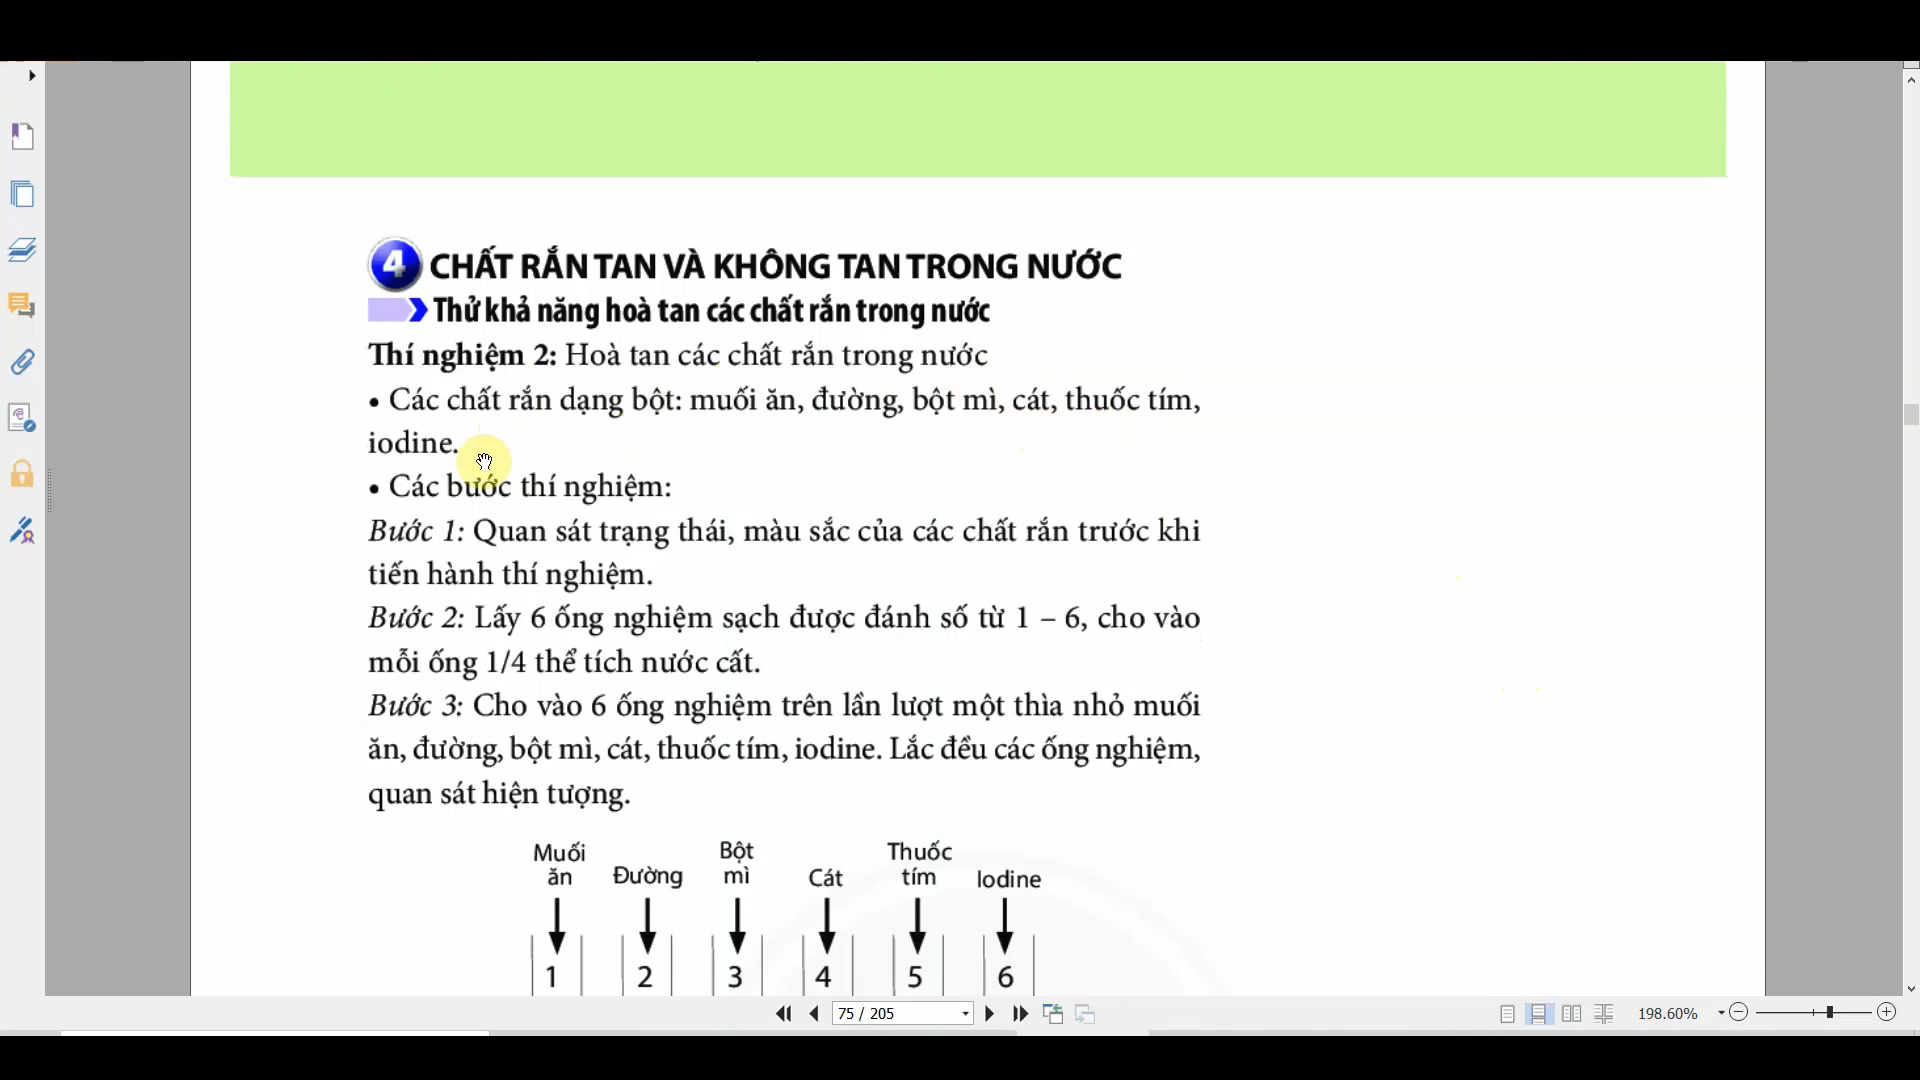 4 CHẤT RẮN TAN VÀ KHÔNG TAN TRONG NƯỚC
Thử khả năng hoà tan các chất rắn trong nước
Thí nghiệm 2: Hoà tan các chất rắn trong nước
• Các chất rắn dạng bột: muối ăn, đường, bột mì, cát, thuốc tím,
iodine.
• Các bước thí nghiệm:
Bước 1: Quan sát trạng thái, màu sắc của các chất rắn trước khi
tiến hành thí nghiệm.
Bước 2: Lấy 6 ống nghiệm sạch được đánh số từ 1 – 6, cho vào
mỗi ống 1/4 thể tích nước cất.
Bước 3: Cho vào 6 ống nghiệm trên lần lượt một thìa nhỏ muối
ăn, đường, bột mì, cát, thuốc tím, iodine. Lắc đều các ống nghiệm,
quan sát hiện tượng.
Muối ăn
Đường
Bột mì
Cát
Thuốc tím
Iodine
1 2 3 4 5 6
75 / 205
198.60%